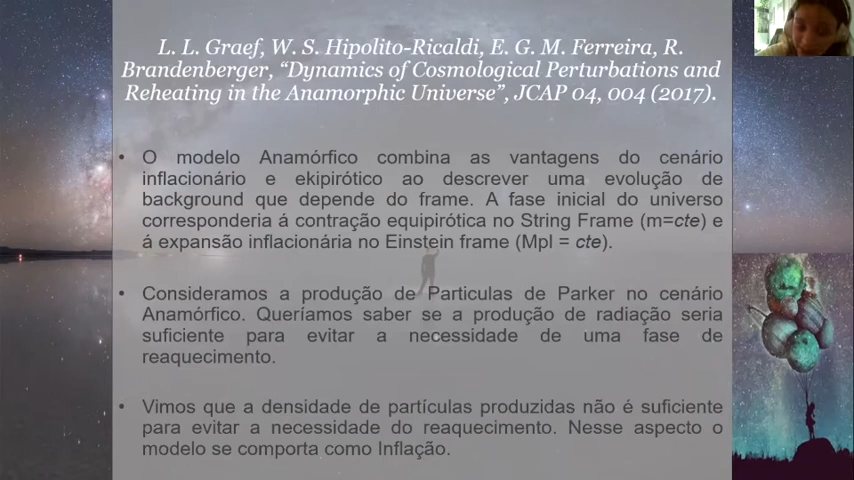 L. L. Graef, W. S. Hipolito-Ricaldi, E. G. M. Ferreira, R.
Brandenberger, “Dynamics of Cosmological Perturbations and
Reheating in the Anamorphic Universe”, JCAP 04, 004 (2017).
• O modelo Anamórfico combina as vantagens do cenário
inflacionário e ekipirótico ao descrever uma evolução de
background que depende do frame. A fase inicial do universo
corresponderia á contração equipirótica no String Frame (m=cte) e
á expansão inflacionária no Einstein frame (Mpl = cte).
• Consideramos a produção de Particulas de Parker no cenário
Anamórfico. Queríamos saber se a produção de radiação seria
suficiente para evitar a necessidade de uma fase de
reaquecimento.
• Vimos que a densidade de partículas produzidas não é suficiente
para evitar a necessidade do reaquecimento. Nesse aspecto o
modelo se comporta como Inflação.